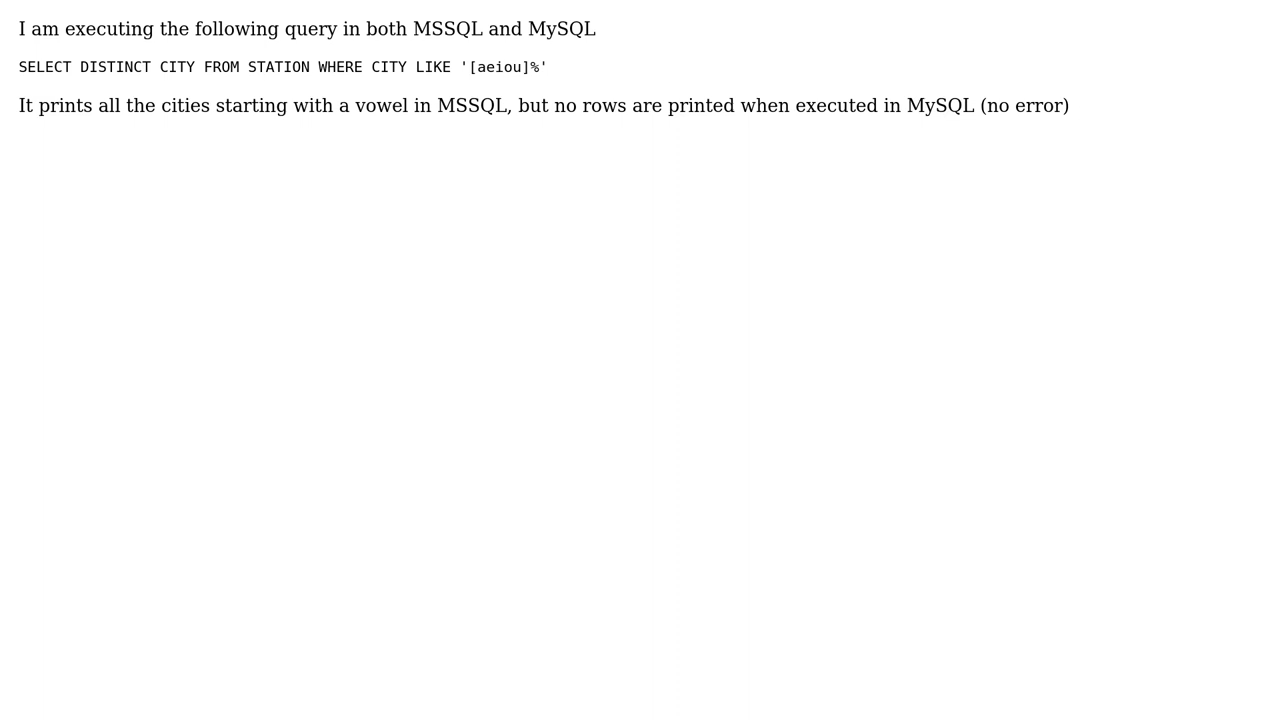 I am executing the following query in both MSSQL and MySQL
SELECT DISTINCT CITY FROM STATION WHERE CITY LIKE '[aeiou]%'
It prints all the cities starting with a vowel in MSSQL, but no rows are printed when executed in MySQL (no error)